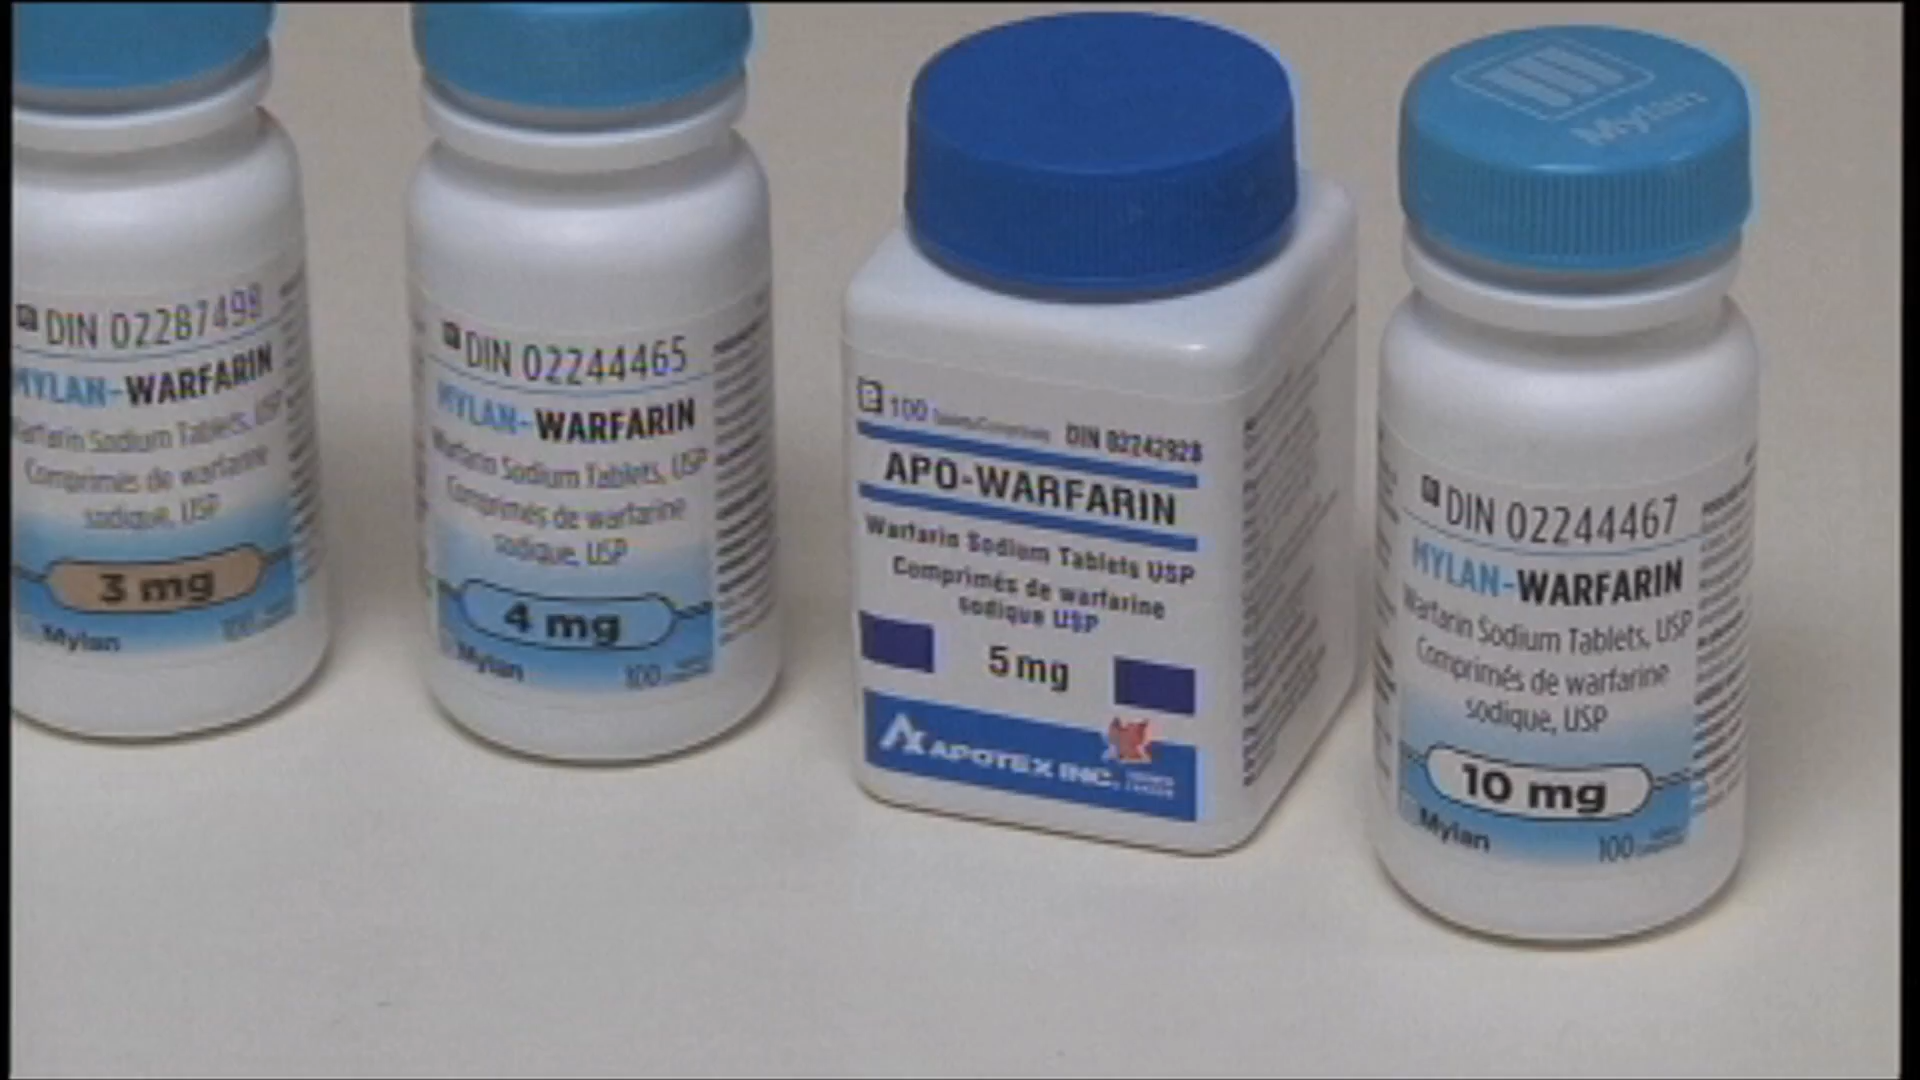 DIN 02287498
MYLAN-WARFARIN
Warfarin Sodium Tablets, USP
Comprimés de warfarine
sodique, USP
3 mg
Mylan
100
DIN 02244465
MYLAN-WARFARIN
Warfarin Sodium Tablets, USP
Comprimés de warfarine
sodique, USP
4 mg
Mylan
100
100 DIN 02242928
APO-WARFARIN
Warfarin Sodium Tablets USP
Comprimés de warfarine
sodique USP
5 mg
APOTEX INC.
Mylan
DIN 02244467
MYLAN-WARFARIN
Warfarin Sodium Tablets, USP
Comprimés de warfarine
sodique, USP
10 mg
Mylan
100